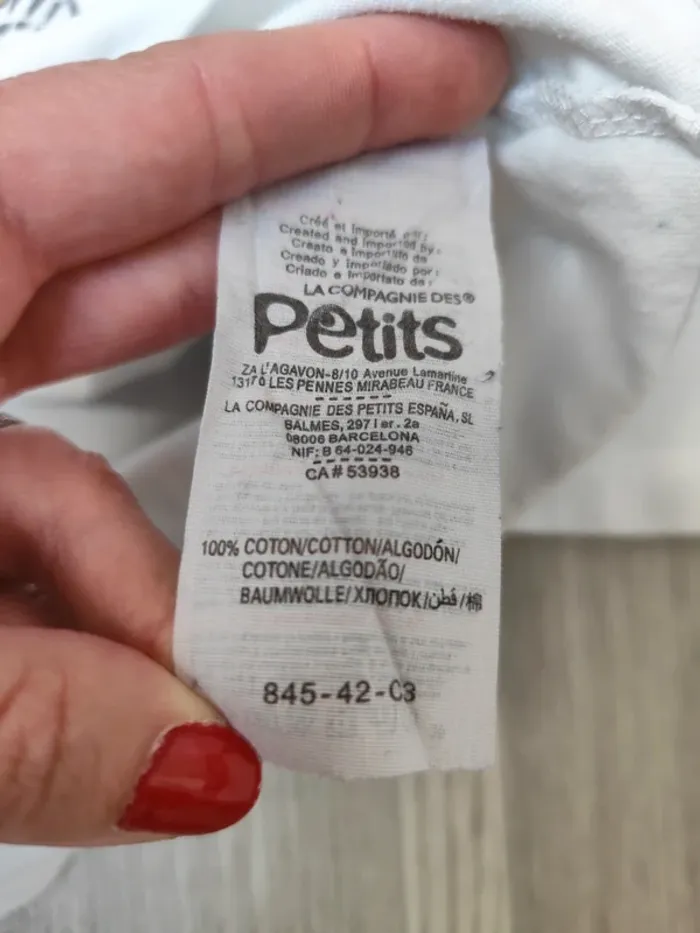 Créé et Importé par:
Created and Imported by:
Creato e Importato da
Creado y Importado por:
Criado e Importato da:
LA COMPAGNIE DES®
Petits
ZA L'AGAVON-8/10 Avenue Lamartine
13170 LES PENNES MIRABEAU FRANCE
LA COMPAGNIE DES PETITS ESPAÑA, SL
BALMES, 297 1 er. 2a
08006 BARCELONA
NIF: B 64-024-946
CA# 53938
100% COTON/COTTON/ALGODÓN/
COTONE/ALGODÃO/
BAUMWOLLE/ХЛОПОК/قطن/棉
845-42-C3